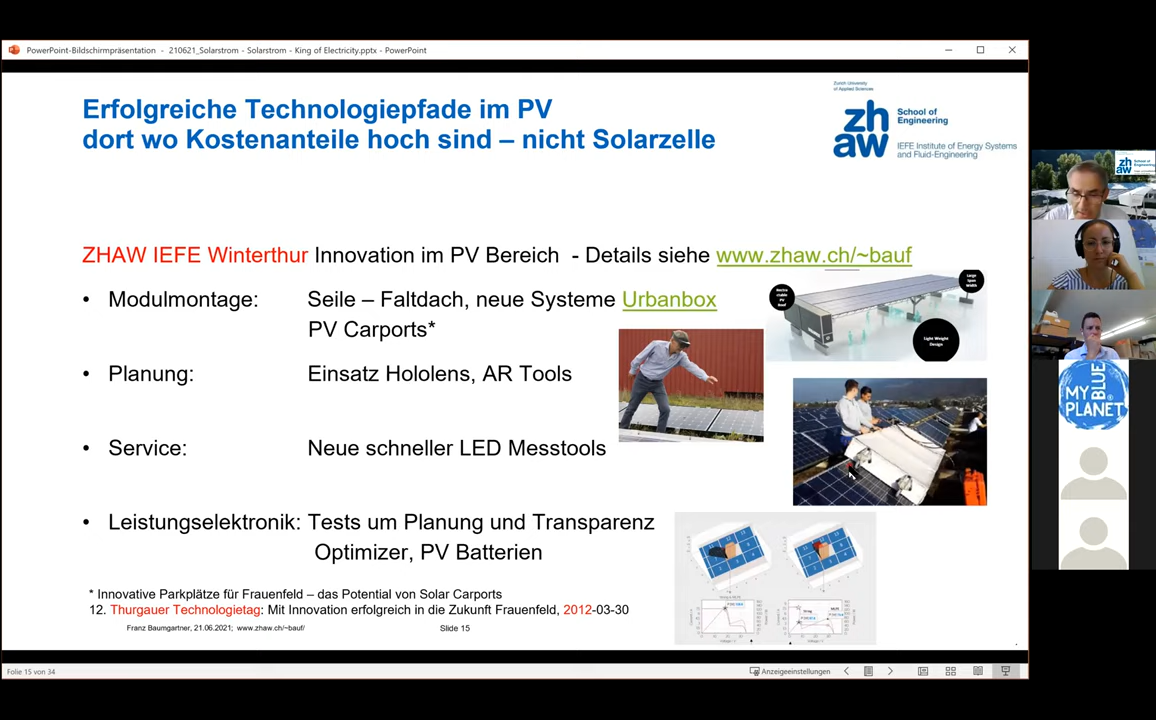 PowerPoint-Bildschirmpräsentation - 210621_Solarstrom - Solarstrom - King of Electricity.pptx - PowerPoint
Erfolgreiche Technologiepfade im PV
dort wo Kostenanteile hoch sind – nicht Solarzelle
Zurich University
of Applied Sciences
zh
aw
School of
Engineering
IEFE Institute of Energy Systems
and Fluid-Engineering
ZHAW IEFE Winterthur Innovation im PV Bereich - Details siehe www.zhaw.ch/~bauf
• Modulmontage: Seile – Faltdach, neue Systeme Urbanbox
PV Carports*
• Planung: Einsatz Hololens, AR Tools
• Service: Neue schneller LED Messtools
• Leistungselektronik: Tests um Planung und Transparenz
Optimizer, PV Batterien
Light Weight
Design
* Innovative Parkplätze für Frauenfeld – das Potential von Solar Carports
12. Thurgauer Technologietag: Mit Innovation erfolgreich in die Zukunft Frauenfeld, 2012-03-30
Franz Baumgartner, 21.06.2021; www.zhaw.ch/~bauf/
Slide 15
Folie 15 von 34
Anzeigeeinstellungen
zh
aw
School of
MY
BLUE
PLANET